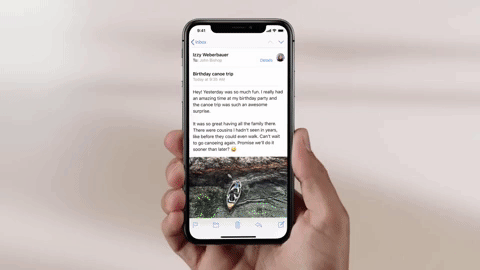 9:41
Inbox
Izzy Weberbauer
To: John Bishop
Details
Birthday canoe trip
Today at 9:35 AM
Hey! Yesterday was so much fun. I really had
an amazing time at my birthday party and
the canoe trip was such an awesome
surprise.
It was so great having all the family there.
There were cousins I hadn't seen in years,
like before they could even walk. Can't wait
to go canoeing again. Promise we'll do it
sooner than later? 😜